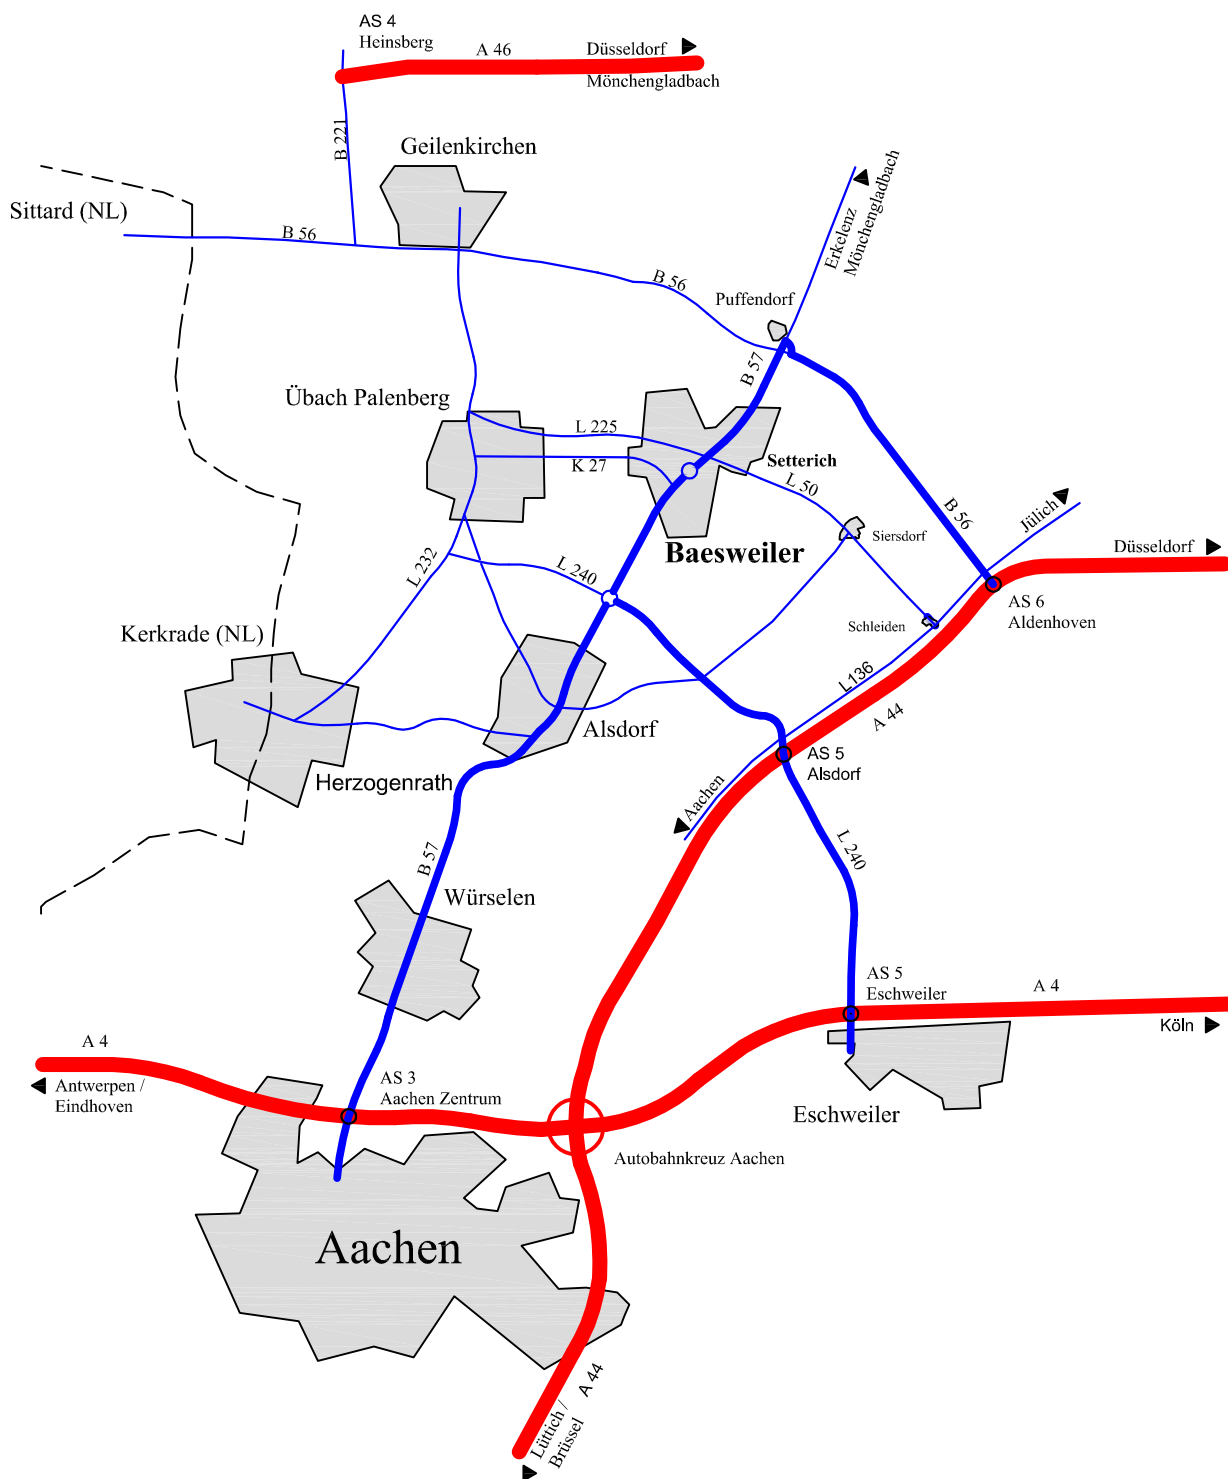 AS 4
Heinsberg
A 46
Düsseldorf
Mönchengladbach
B 221
Geilenkirchen
Sittard (NL)
B 56
B 56
Erkelenz
Mönchengladbach
Puffendorf
B 57
Übach Palenberg
L 225
K 27
Setterich
L 50
B 56
Jülich
Siersdorf
Düsseldorf
Baesweiler
L 232
L 240
AS 6
Aldenhoven
Schleiden
Kerkrade (NL)
L136
A 44
Alsdorf
AS 5
Alsdorf
Herzogenrath
Aachen
B 57
L 240
Würselen
AS 5
Eschweiler
A 4
Köln
A 4
Antwerpen /
Eindhoven
AS 3
Aachen Zentrum
Eschweiler
Autobahnkreuz Aachen
Aachen
A 44
Lüttich /
Brüssel